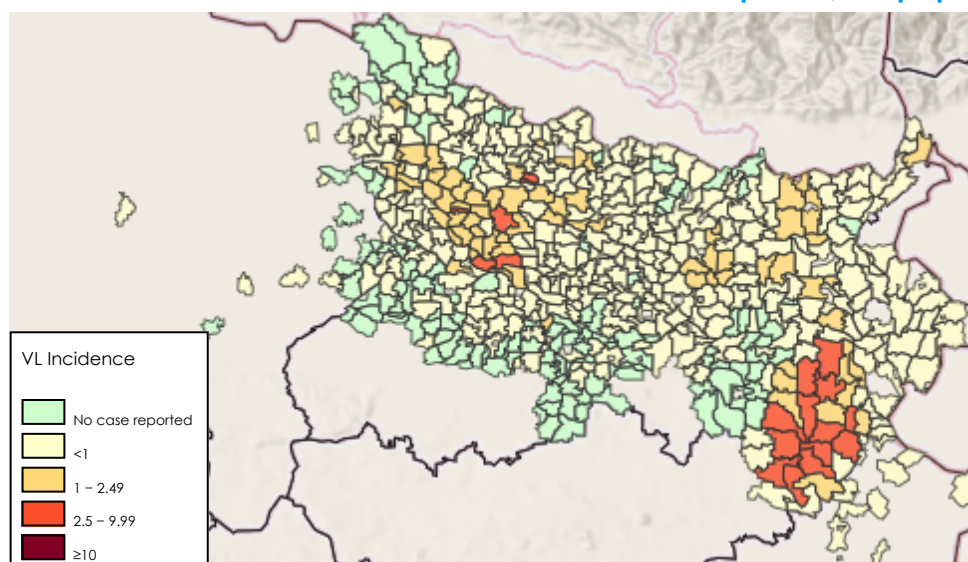 VL Incidence
No case reported
<1
1 – 2.49
2.5 – 9.99
≥10